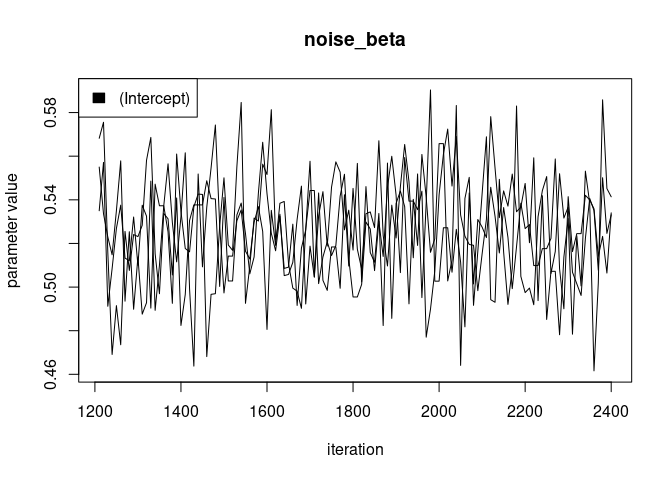 noise_beta
(Intercept)
0.58
0.54
0.50
0.46
parameter value
1200 1400 1600 1800 2000 2200 2400
iteration